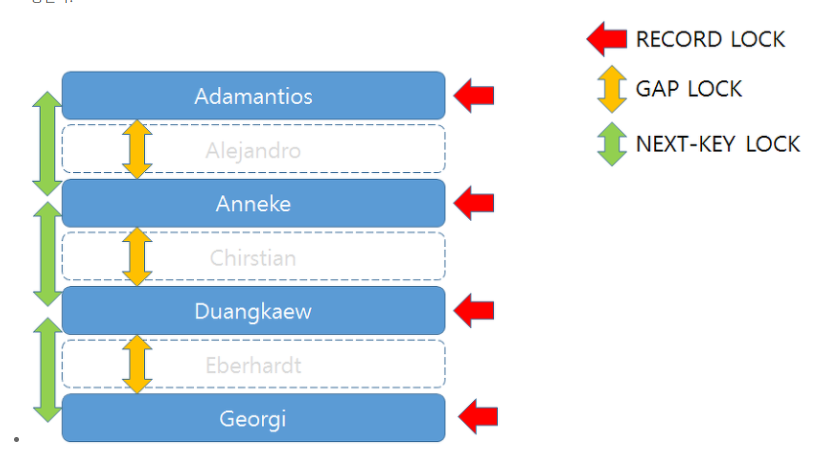 RECORD LOCK
GAP LOCK
NEXT-KEY LOCK
Adamantios
Alejandro
Anneke
Chirstian
Duangkaew
Eberhardt
Georgi